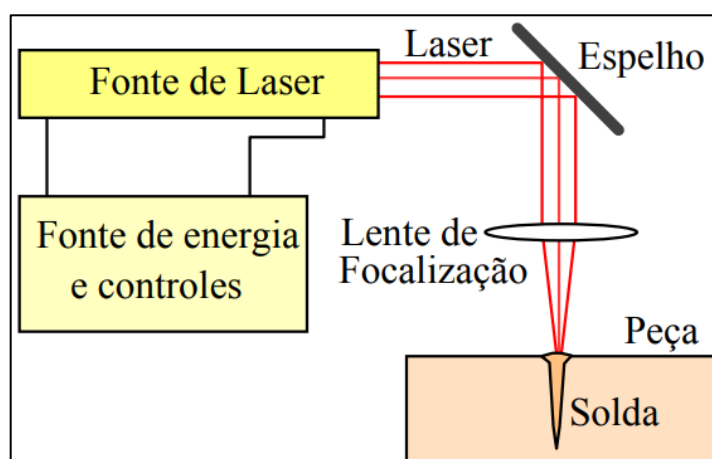 Laser
Espelho
Fonte de Laser
Fonte de energia
e controles
Lente de
Focalização
Peça
Solda